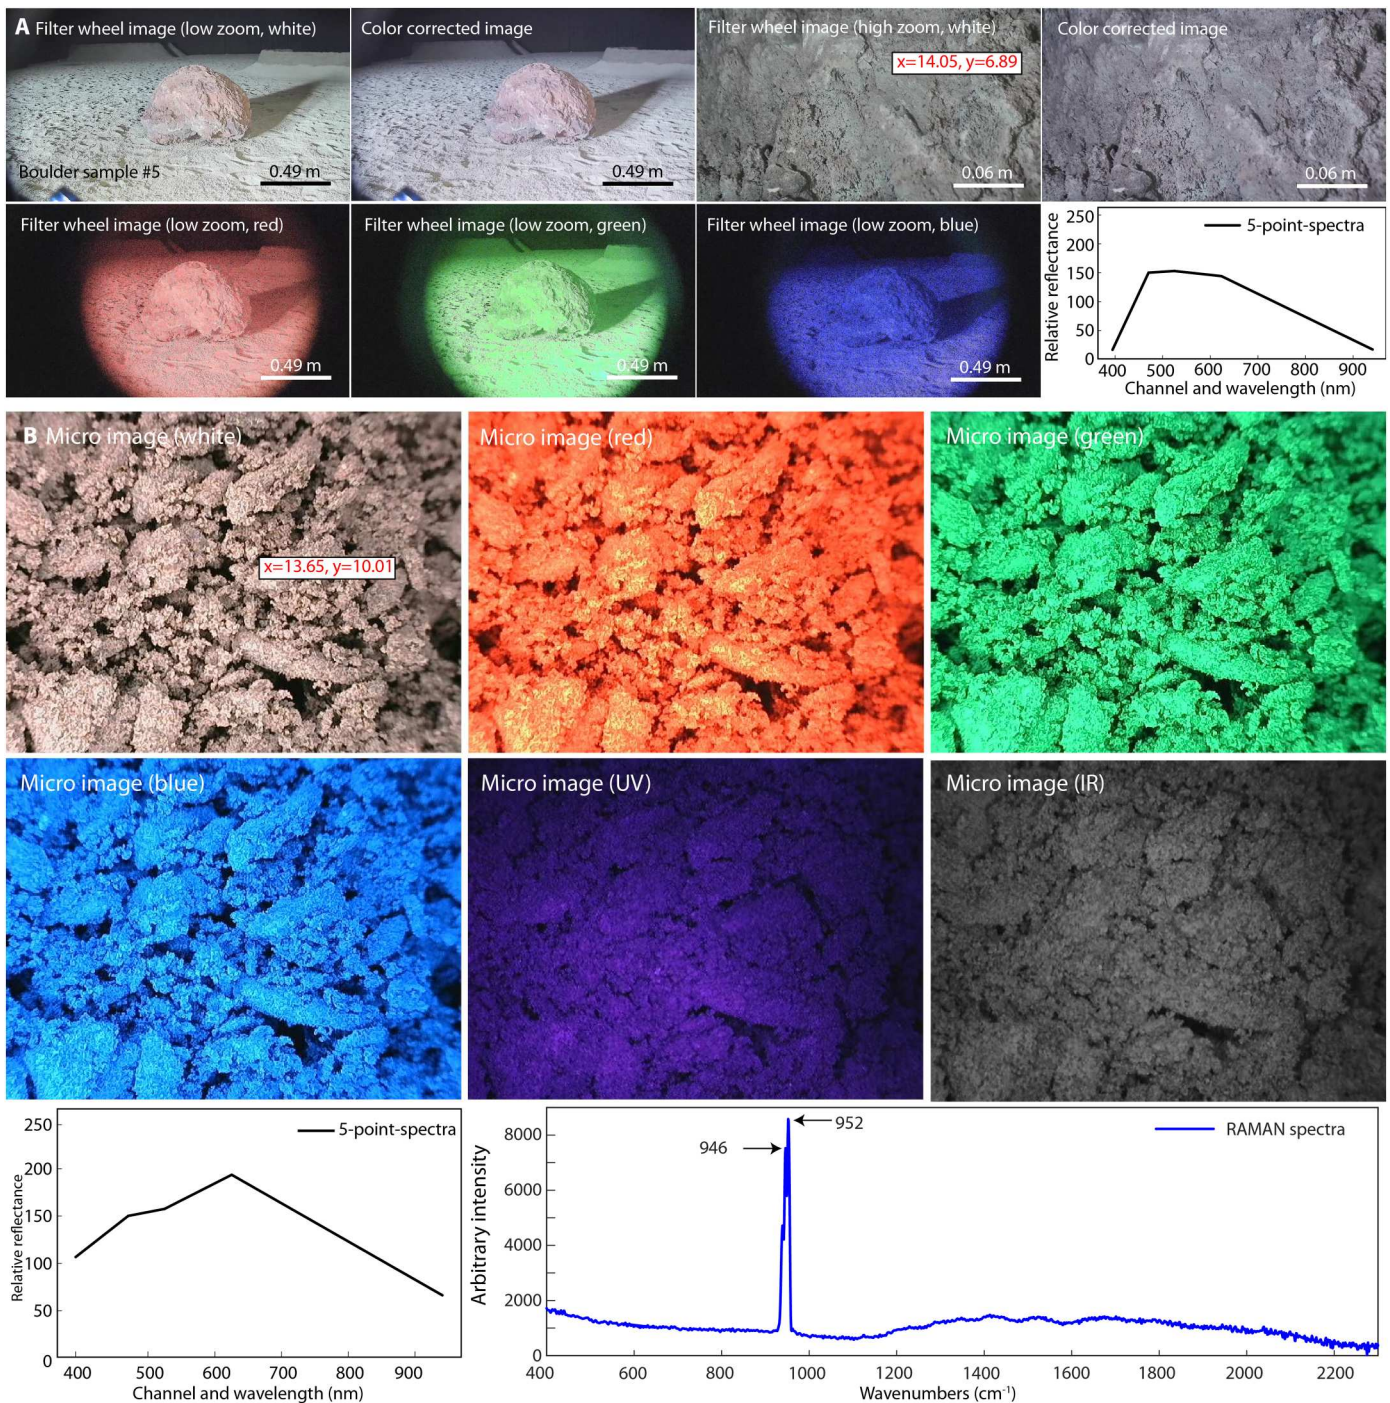 A Filter wheel image (low zoom, white)
Color corrected image
Filter wheel image (high zoom, white)
Color corrected image
x=14.05, y=6.89
Boulder sample #5
0.49 m
0.49 m
0.06 m
0.06 m
Filter wheel image (low zoom, red)
Filter wheel image (low zoom, green)
Filter wheel image (low zoom, blue)
0.49 m
0.49 m
0.49 m
250
200
150
100
50
0
Relative reflectance
5-point-spectra
400 500 600 700 800 900
Channel and wavelength (nm)
B Micro image (white)
Micro image (red)
Micro image (green)
x=13.65, y=10.01
Micro image (blue)
Micro image (UV)
Micro image (IR)
250
200
150
100
50
0
Relative reflectance
5-point-spectra
400 500 600 700 800 900
Channel and wavelength (nm)
8000
6000
4000
2000
0
Arbitrary intensity
946
952
RAMAN spectra
400 600 800 1000 1200 1400 1600 1800 2000 2200
Wavenumbers (cm⁻¹)